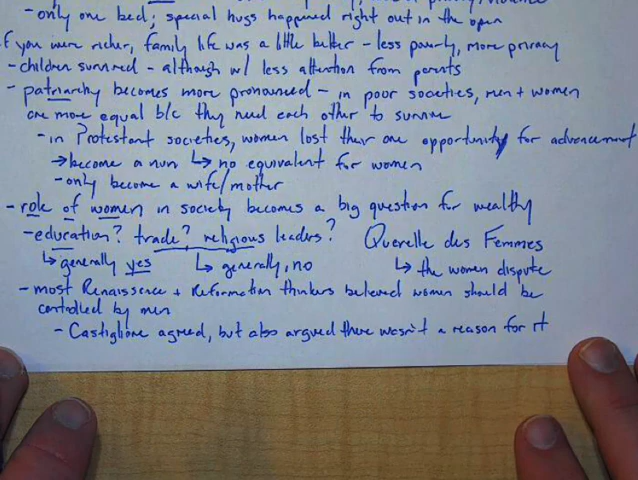 - only one bed; special hugs happened right out in the open
If you were richer, family life was a little better - less poverty, more privacy
- children survived - although w/ less attention from parents
- patriarchy becomes more pronounced - in poor societies, men + women
are more equal b/c they need each other to survive
- in Protestant societies, women lost their one opportunity for advancement
→ become a nun ↳ no equivalent for women
- only become a wife/mother
- role of women in society becomes a big question for wealthy
- education? trade? religious leaders? Querelle des Femmes
↳ generally yes ↳ generally, no ↳ the women dispute
- most Renaissance + Reformation thinkers believed women should be
controlled by men
- Castiglione agreed, but also argued there wasn't a reason for it